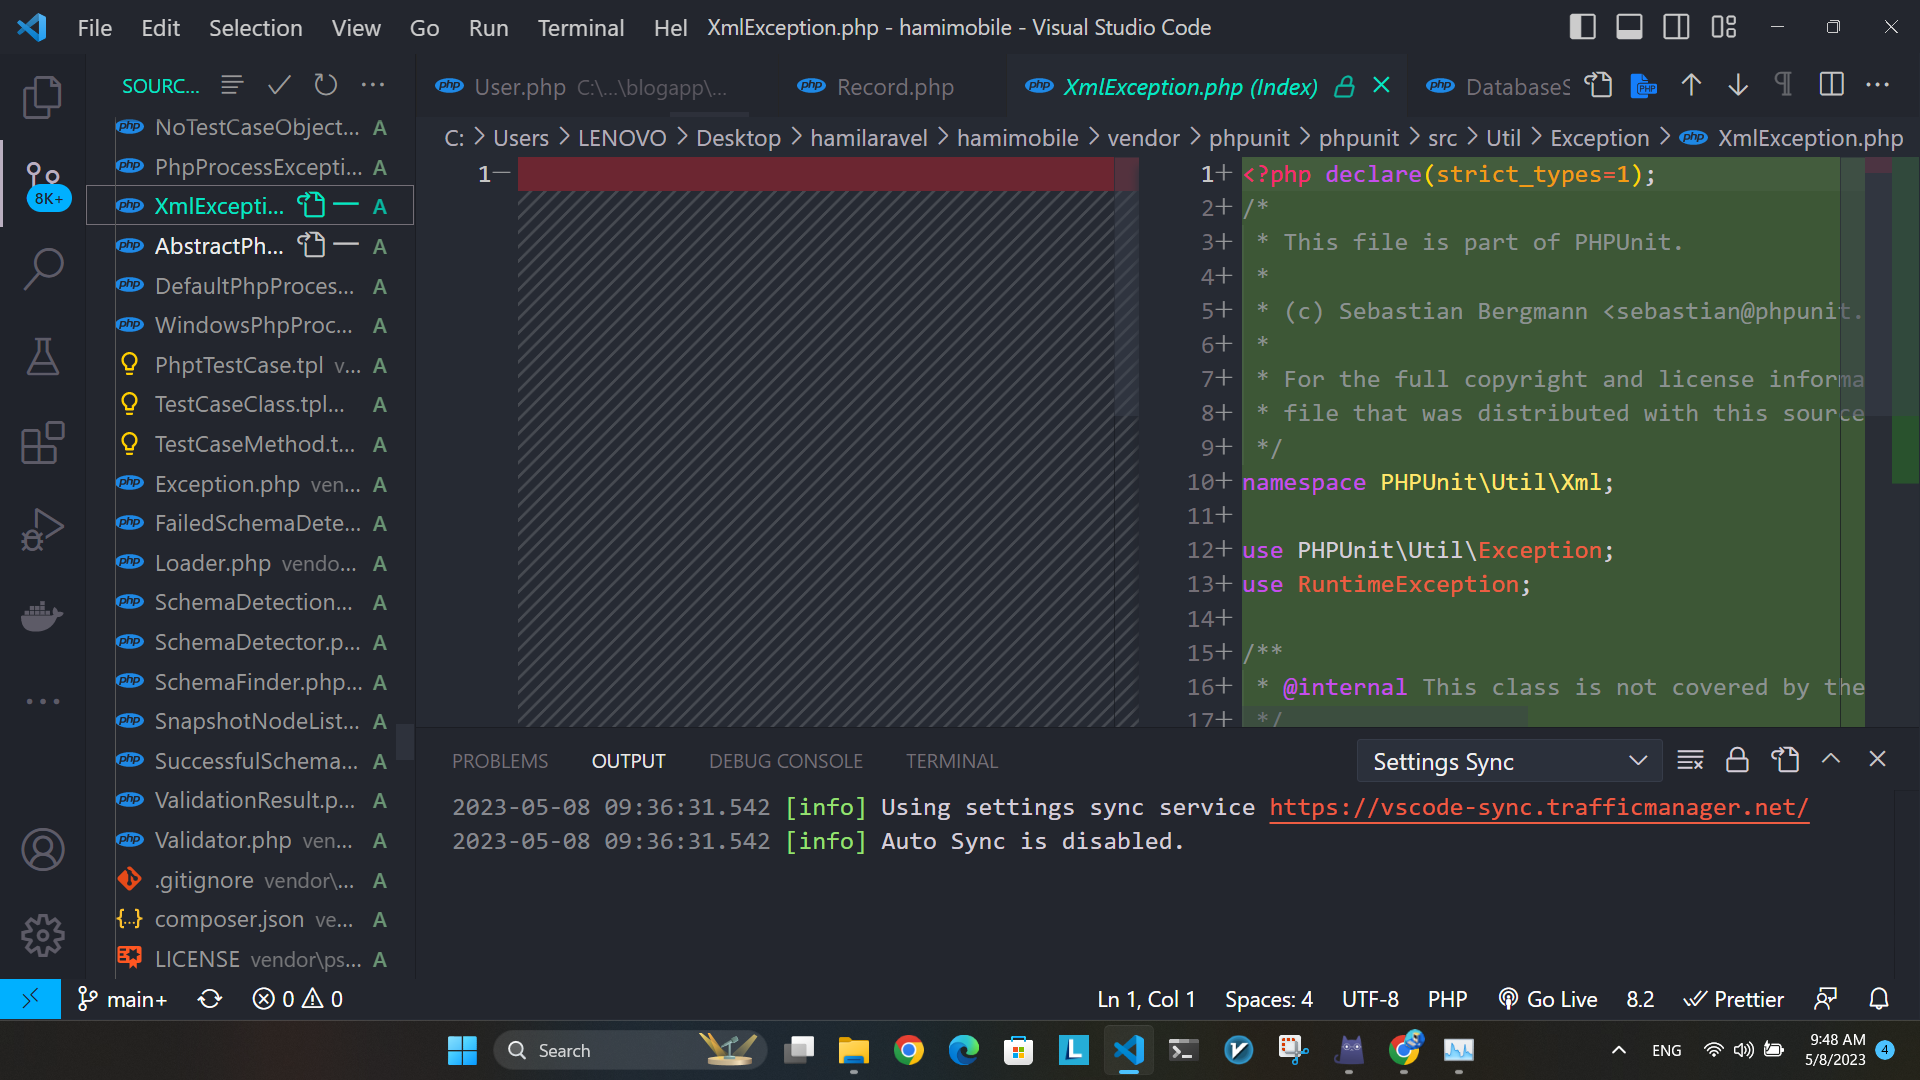 File Edit Selection View Go Run Terminal Hel XmlException.php - hamimobile - Visual Studio Code
SOURC...
User.php C:\...\blogapp\...
Record.php
XmlException.php (Index)
DatabaseS
C: > Users > LENOVO > Desktop > hamilaravel > hamimobile > vendor > phpunit > phpunit > src > Util > Exception > XmlException.php
8K+
NoTestCaseObject... A
PhpProcessExcepti... A
XmlExcepti... A
AbstractPh... A
DefaultPhpProces... A
WindowsPhpProc... A
PhptTestCase.tpl v... A
TestCaseClass.tpl... A
TestCaseMethod.t... A
Exception.php ven... A
FailedSchemaDete... A
Loader.php vendo... A
SchemaDetection... A
SchemaDetector.p... A
SchemaFinder.php... A
SnapshotNodeList... A
SuccessfulSchema... A
ValidationResult.p... A
Validator.php ven... A
.gitignore vendor\... A
composer.json ve... A
LICENSE vendor\ps... A
1—
1+ <?php declare(strict_types=1);
2+ /*
3+ * This file is part of PHPUnit.
4+ *
5+ * (c) Sebastian Bergmann <sebastian@phpunit.
6+ *
7+ * For the full copyright and license informa
8+ * file that was distributed with this source
9+ */
10+ namespace PHPUnit\Util\Xml;
11+
12+ use PHPUnit\Util\Exception;
13+ use RuntimeException;
14+
15+ /**
16+ * @internal This class is not covered by the
17+ */
PROBLEMS OUTPUT DEBUG CONSOLE TERMINAL
Settings Sync
2023-05-08 09:36:31.542 [info] Using settings sync service https://vscode-sync.trafficmanager.net/
2023-05-08 09:36:31.542 [info] Auto Sync is disabled.
main+ 0 0
Ln 1, Col 1 Spaces: 4 UTF-8 PHP Go Live 8.2 Prettier
Search
ENG
9:48 AM
5/8/2023
4